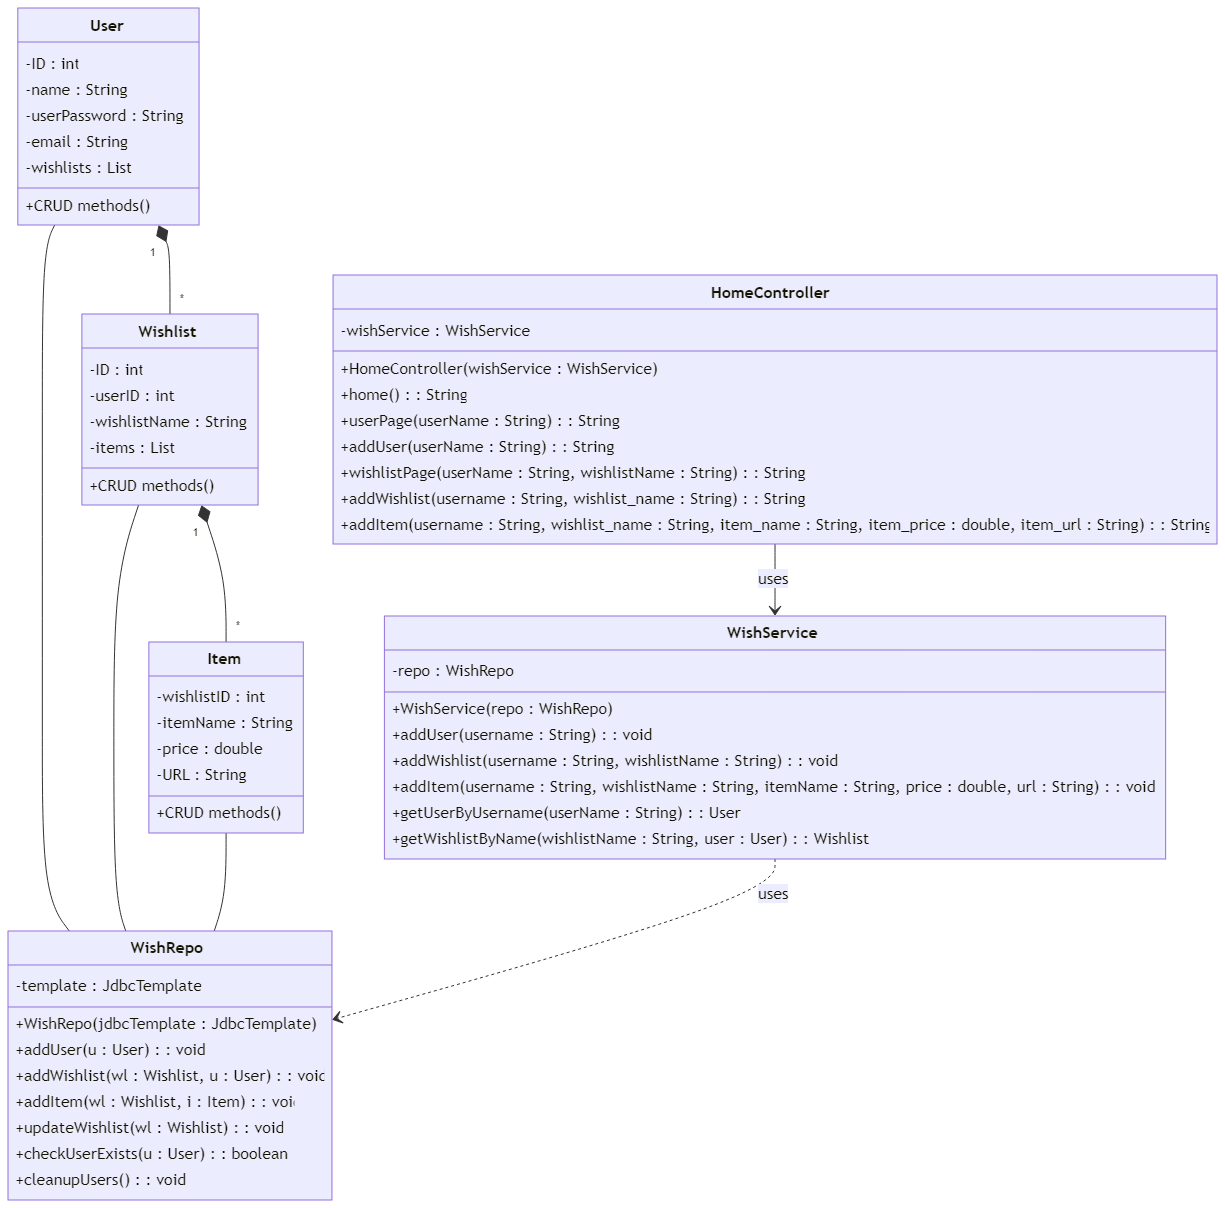 User
-ID : int
-name : String
-userPassword : String
-email : String
-wishlists : List
+CRUD methods()
1
*
Wishlist
-ID : int
-userID : int
-wishlistName : String
-items : List
+CRUD methods()
1
*
Item
-wishlistID : int
-itemName : String
-price : double
-URL : String
+CRUD methods()
HomeController
-wishService : WishService
+HomeController(wishService : WishService)
+home() : : String
+userPage(userName : String) : : String
+addUser(userName : String) : : String
+wishlistPage(userName : String, wishlistName : String) : : String
+addWishlist(username : String, wishlist_name : String) : : String
+addItem(username : String, wishlist_name : String, item_name : String, item_price : double, item_url : String) : : String
uses
WishService
-repo : WishRepo
+WishService(repo : WishRepo)
+addUser(username : String) : : void
+addWishlist(username : String, wishlistName : String) : : void
+addItem(username : String, wishlistName : String, itemName : String, price : double, url : String) : : void
+getUserByUsername(userName : String) : : User
+getWishlistByName(wishlistName : String, user : User) : : Wishlist
uses
WishRepo
-template : JdbcTemplate
+WishRepo(jdbcTemplate : JdbcTemplate)
+addUser(u : User) : : void
+addWishlist(wl : Wishlist, u : User) : : void
+addItem(wl : Wishlist, i : Item) : : void
+updateWishlist(wl : Wishlist) : : void
+checkUserExists(u : User) : : boolean
+cleanupUsers() : : void